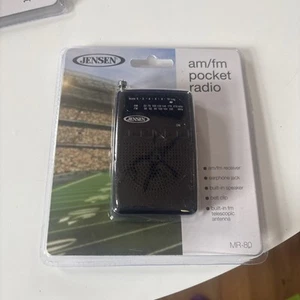 JENSEN
am/fm
pocket
radio
JENSEN
am/fm receiver
earphone jack
built-in speaker
belt clip
built-in fm
telescopic
antenna
MR-80